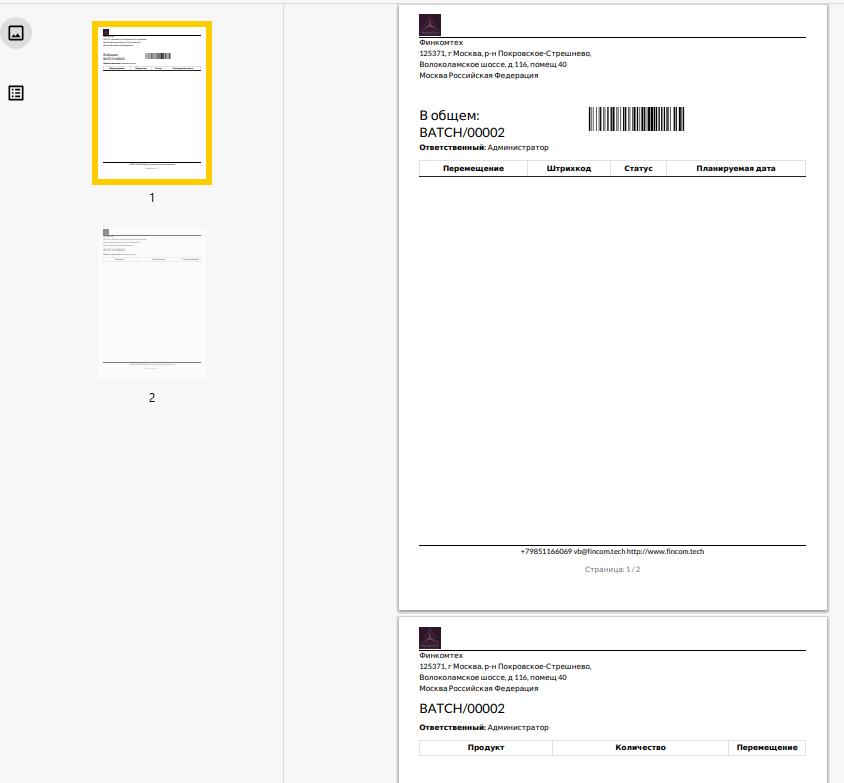 1
2
Финкомтех
125371, г Москва, р-н Покровское-Стрешнево,
Волоколамское шоссе, д 116, помещ 40
Москва Российская Федерация
В общем:
BATCH/00002
Ответственный: Администратор
Перемещение Штрихкод Статус Планируемая дата
+79851166069 vb@fincom.tech http://www.fincom.tech
Страница: 1 / 2
Финкомтех
125371, г Москва, р-н Покровское-Стрешнево,
Волоколамское шоссе, д 116, помещ 40
Москва Российская Федерация
BATCH/00002
Ответственный: Администратор
Продукт Количество Перемещение